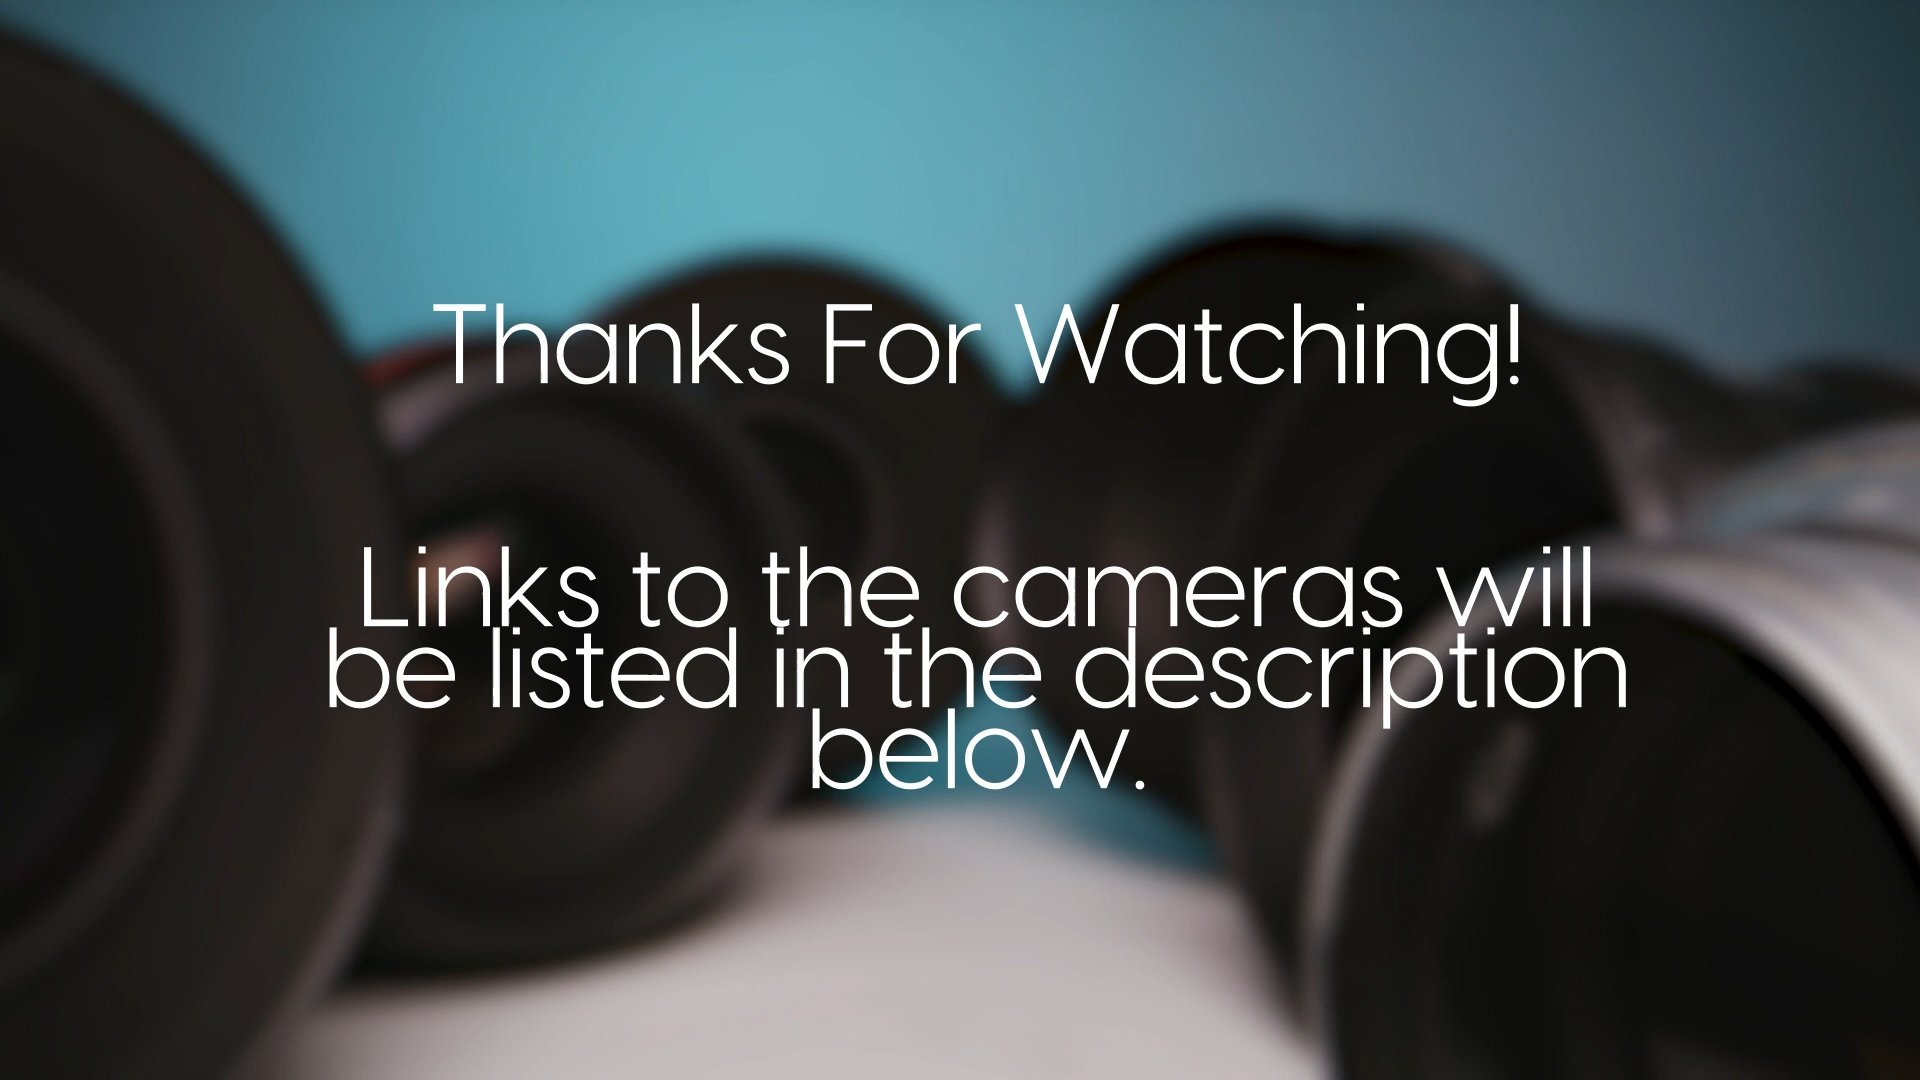 Thanks For Watching!
Links to the cameras will
be listed in the description
below.